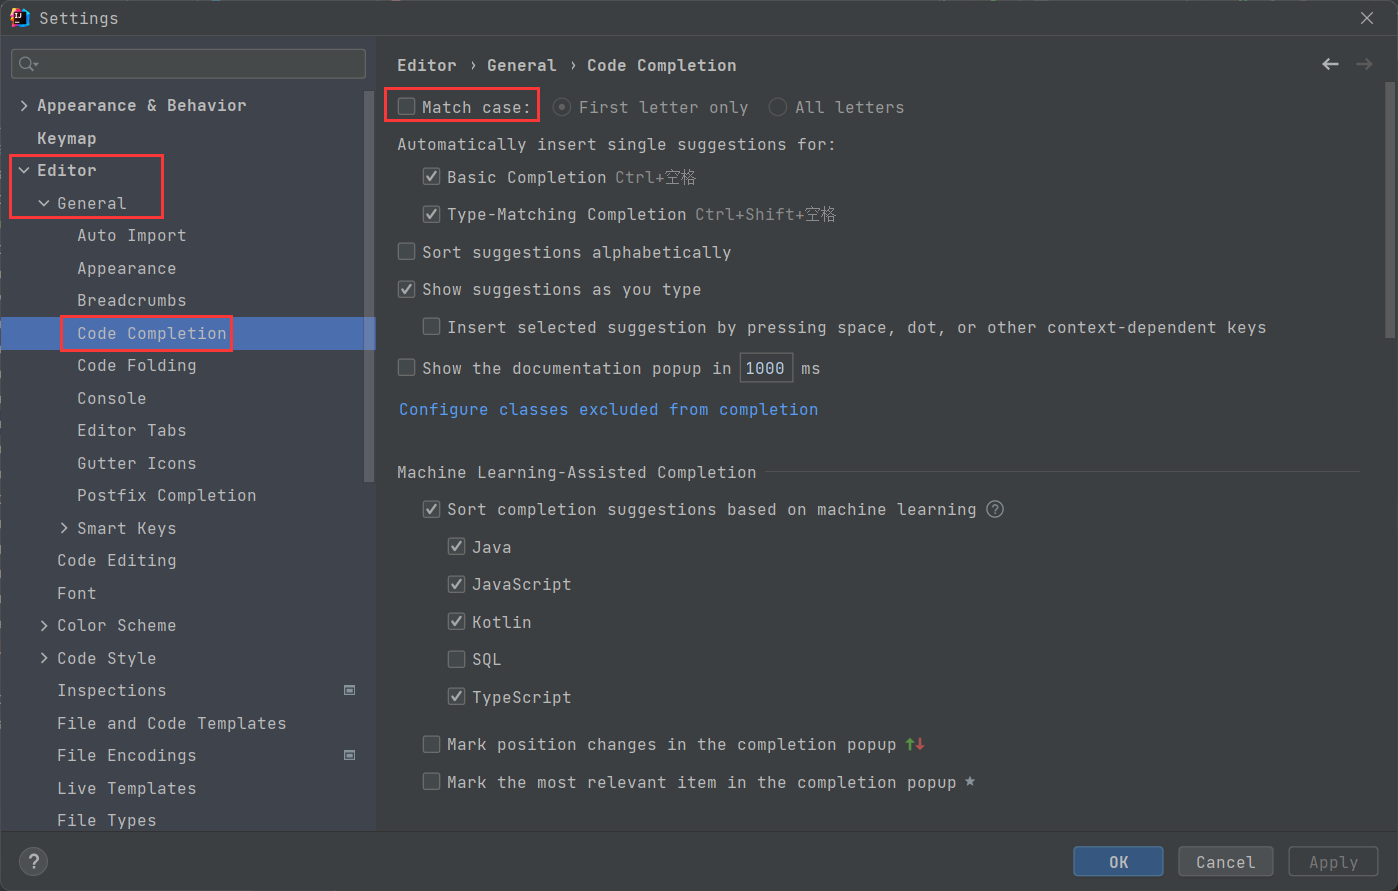 Settings
Appearance & Behavior
Keymap
Editor
General
Auto Import
Appearance
Breadcrumbs
Code Completion
Code Folding
Console
Editor Tabs
Gutter Icons
Postfix Completion
Smart Keys
Code Editing
Font
Color Scheme
Code Style
Inspections
File and Code Templates
File Encodings
Live Templates
File Types
Editor › General › Code Completion
Match case: First letter only All letters
Automatically insert single suggestions for:
Basic Completion Ctrl+空格
Type-Matching Completion Ctrl+Shift+空格
Sort suggestions alphabetically
Show suggestions as you type
Insert selected suggestion by pressing space, dot, or other context-dependent keys
Show the documentation popup in 1000 ms
Configure classes excluded from completion
Machine Learning-Assisted Completion
Sort completion suggestions based on machine learning ?
Java
JavaScript
Kotlin
SQL
TypeScript
Mark position changes in the completion popup ↑↓
Mark the most relevant item in the completion popup ★
? OK Cancel Apply